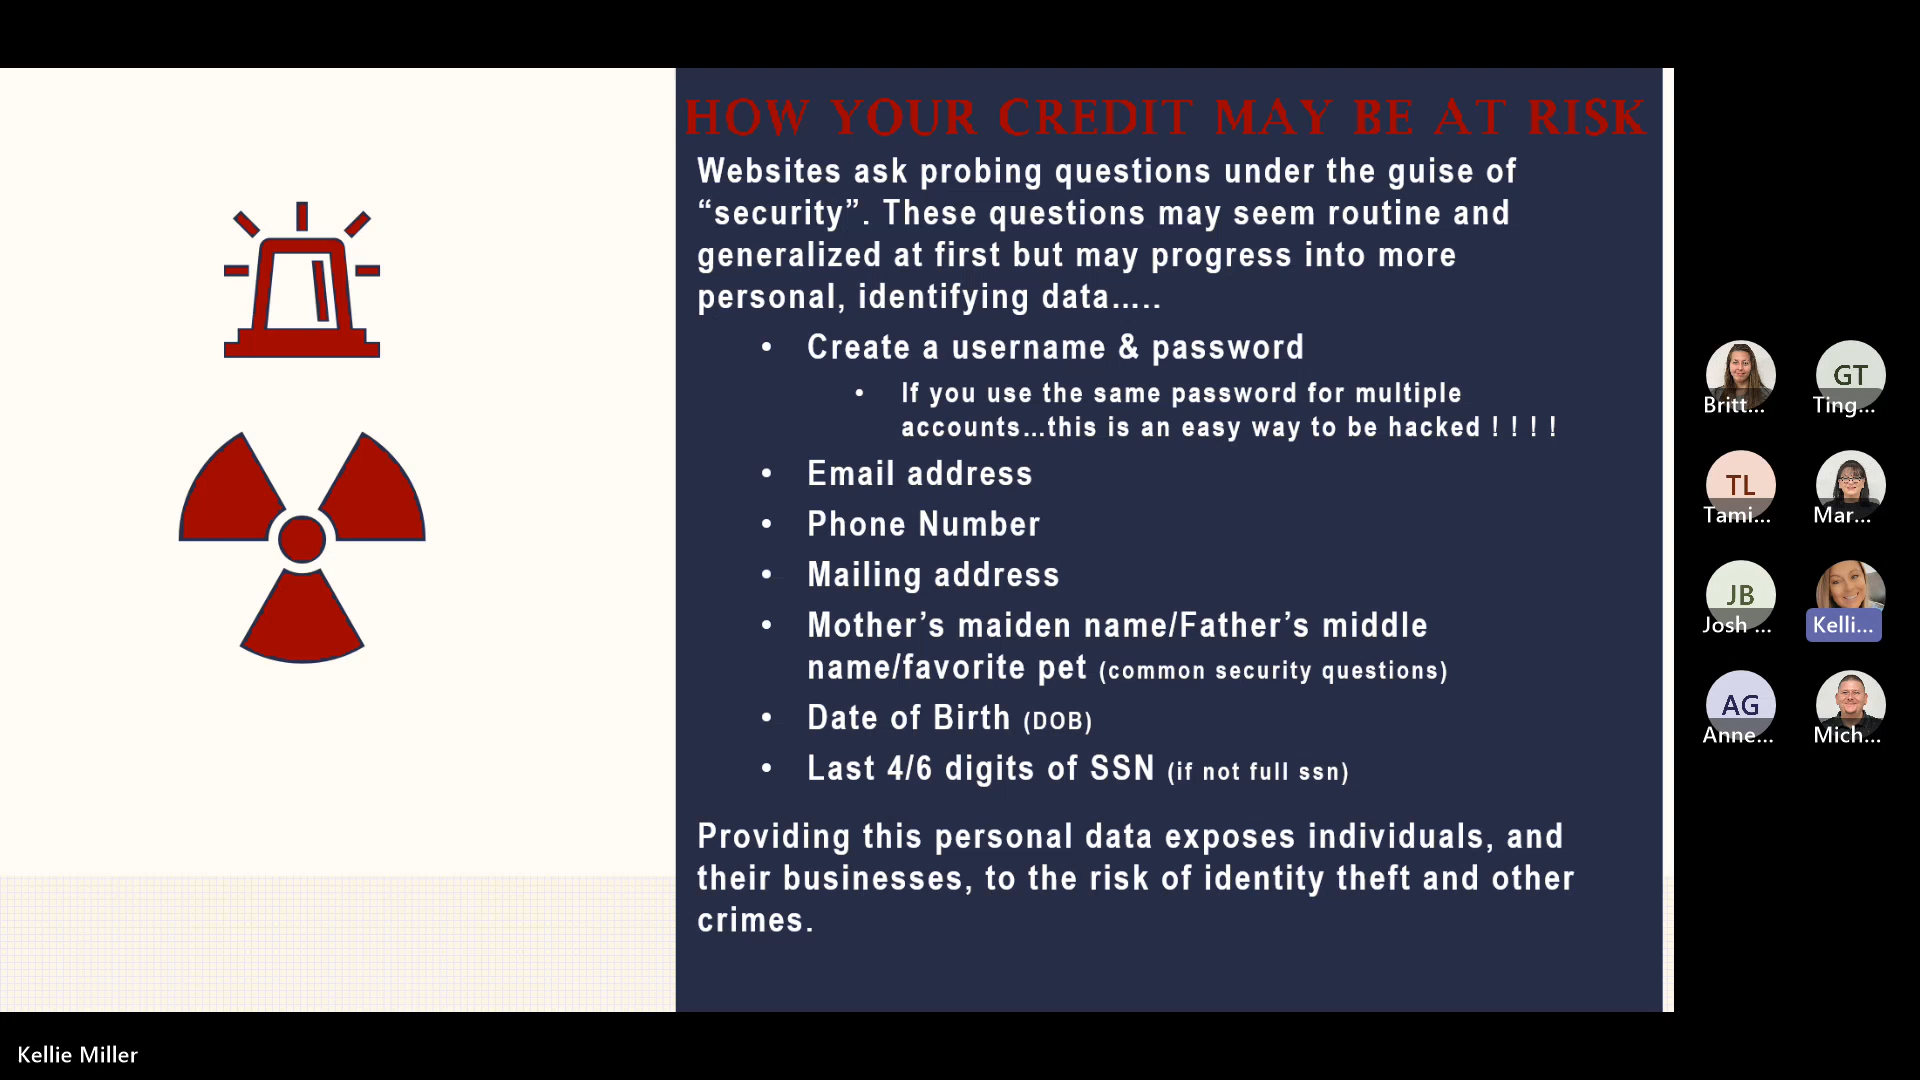 HOW YOUR CREDIT MAY BE AT RISK
Websites ask probing questions under the guise of
“security”. These questions may seem routine and
generalized at first but may progress into more
personal, identifying data…..
• Create a username & password
• If you use the same password for multiple
accounts…this is an easy way to be hacked ! ! ! !
• Email address
• Phone Number
• Mailing address
• Mother’s maiden name/Father’s middle
name/favorite pet (common security questions)
• Date of Birth (DOB)
• Last 4/6 digits of SSN (if not full ssn)
Providing this personal data exposes individuals, and
their businesses, to the risk of identity theft and other
crimes.
Britt...
GT
Ting...
TL
Tami...
Mar...
JB
Josh ...
Kelli...
AG
Anne...
Mich...
Kellie Miller